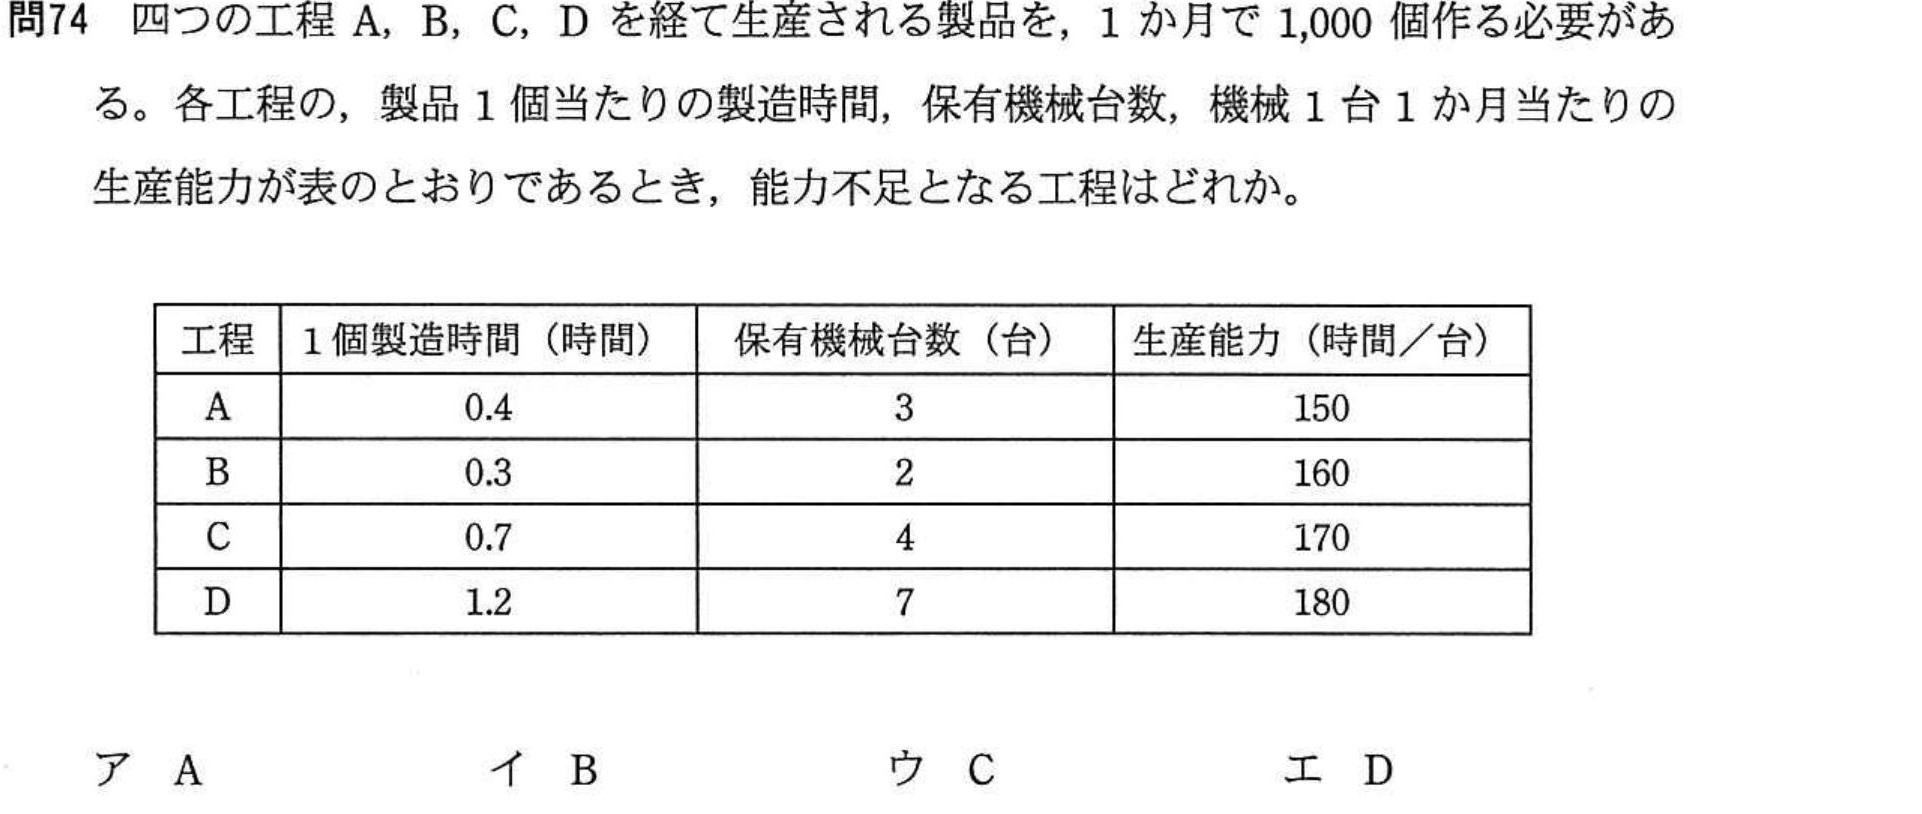 問74 四つの工程 A，B，C，D を経て生産される製品を，1 か月で 1,000 個作る必要があ
る。各工程の，製品 1 個当たりの製造時間，保有機械台数，機械 1 台 1 か月当たりの
生産能力が表のとおりであるとき，能力不足となる工程はどれか。
工程 1個製造時間（時間） 保有機械台数（台） 生産能力（時間／台）
A 0.4 3 150
B 0.3 2 160
C 0.7 4 170
D 1.2 7 180
ア A イ B ウ C エ D